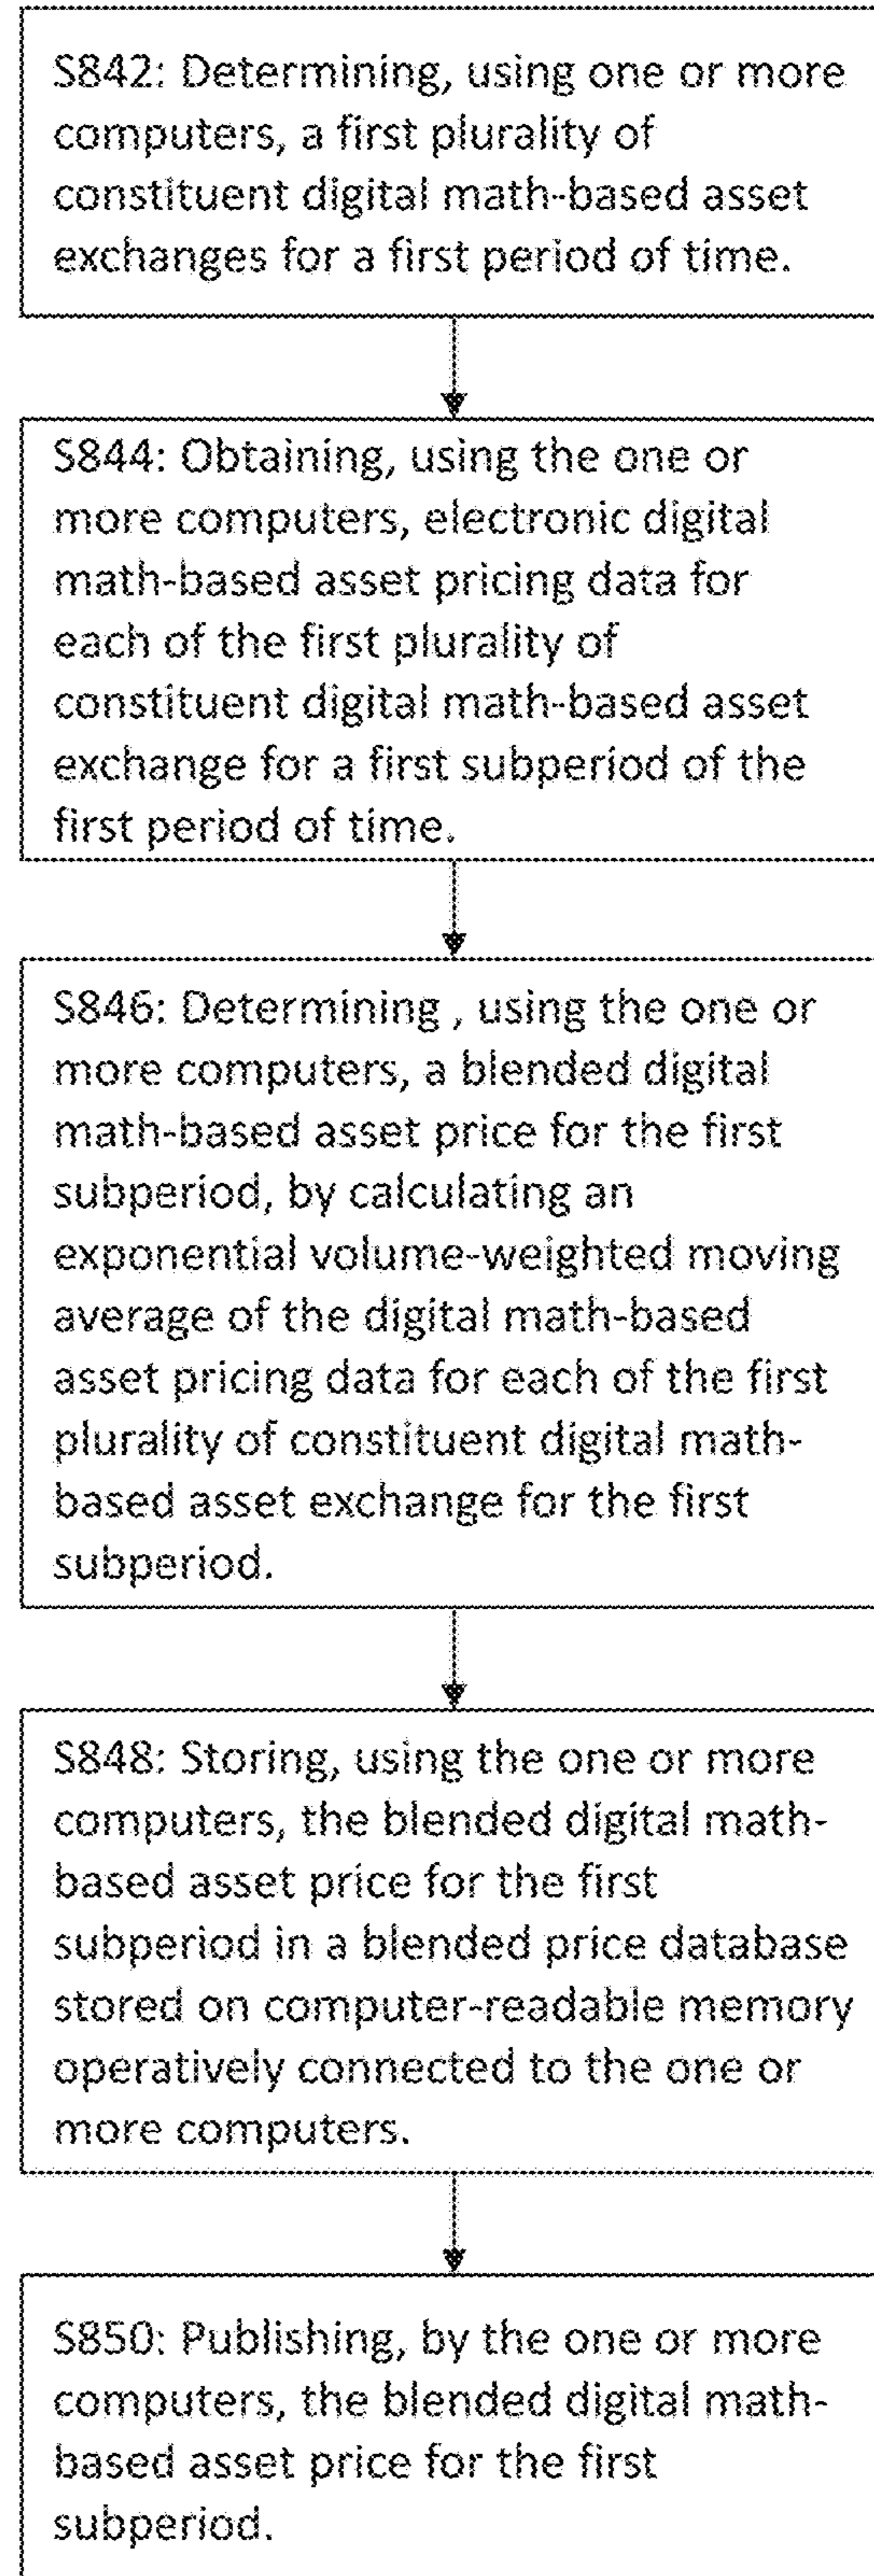 S842: Determining, using one or more
computers, a first plurality of
constituent digital math-based asset
exchanges for a first period of time.
S844: Obtaining, using the one or
more computers, electronic digital
math-based asset pricing data for
each of the first plurality of
constituent digital math-based asset
exchange for a first subperiod of the
first period of time.
S846: Determining , using the one or
more computers, a blended digital
math-based asset price for the first
subperiod, by calculating an
exponential volume-weighted moving
average of the digital math-based
asset pricing data for each of the first
plurality of constituent digital math-
based asset exchange for the first
subperiod.
S848: Storing, using the one or more
computers, the blended digital math-
based asset price for the first
subperiod in a blended price database
stored on computer-readable memory
operatively connected to the one or
more computers.
S850: Publishing, by the one or more
computers, the blended digital math-
based asset price for the first
subperiod.